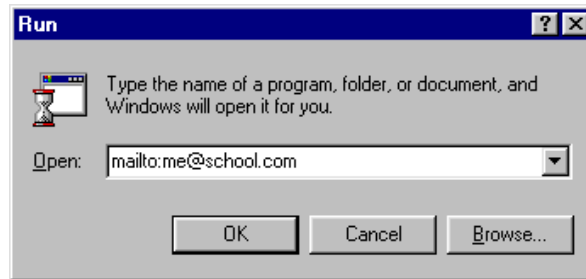 Run
Type the name of a program, folder, or document, and
Windows will open it for you.
Open: mailto:me@school.com
OK Cancel Browse...